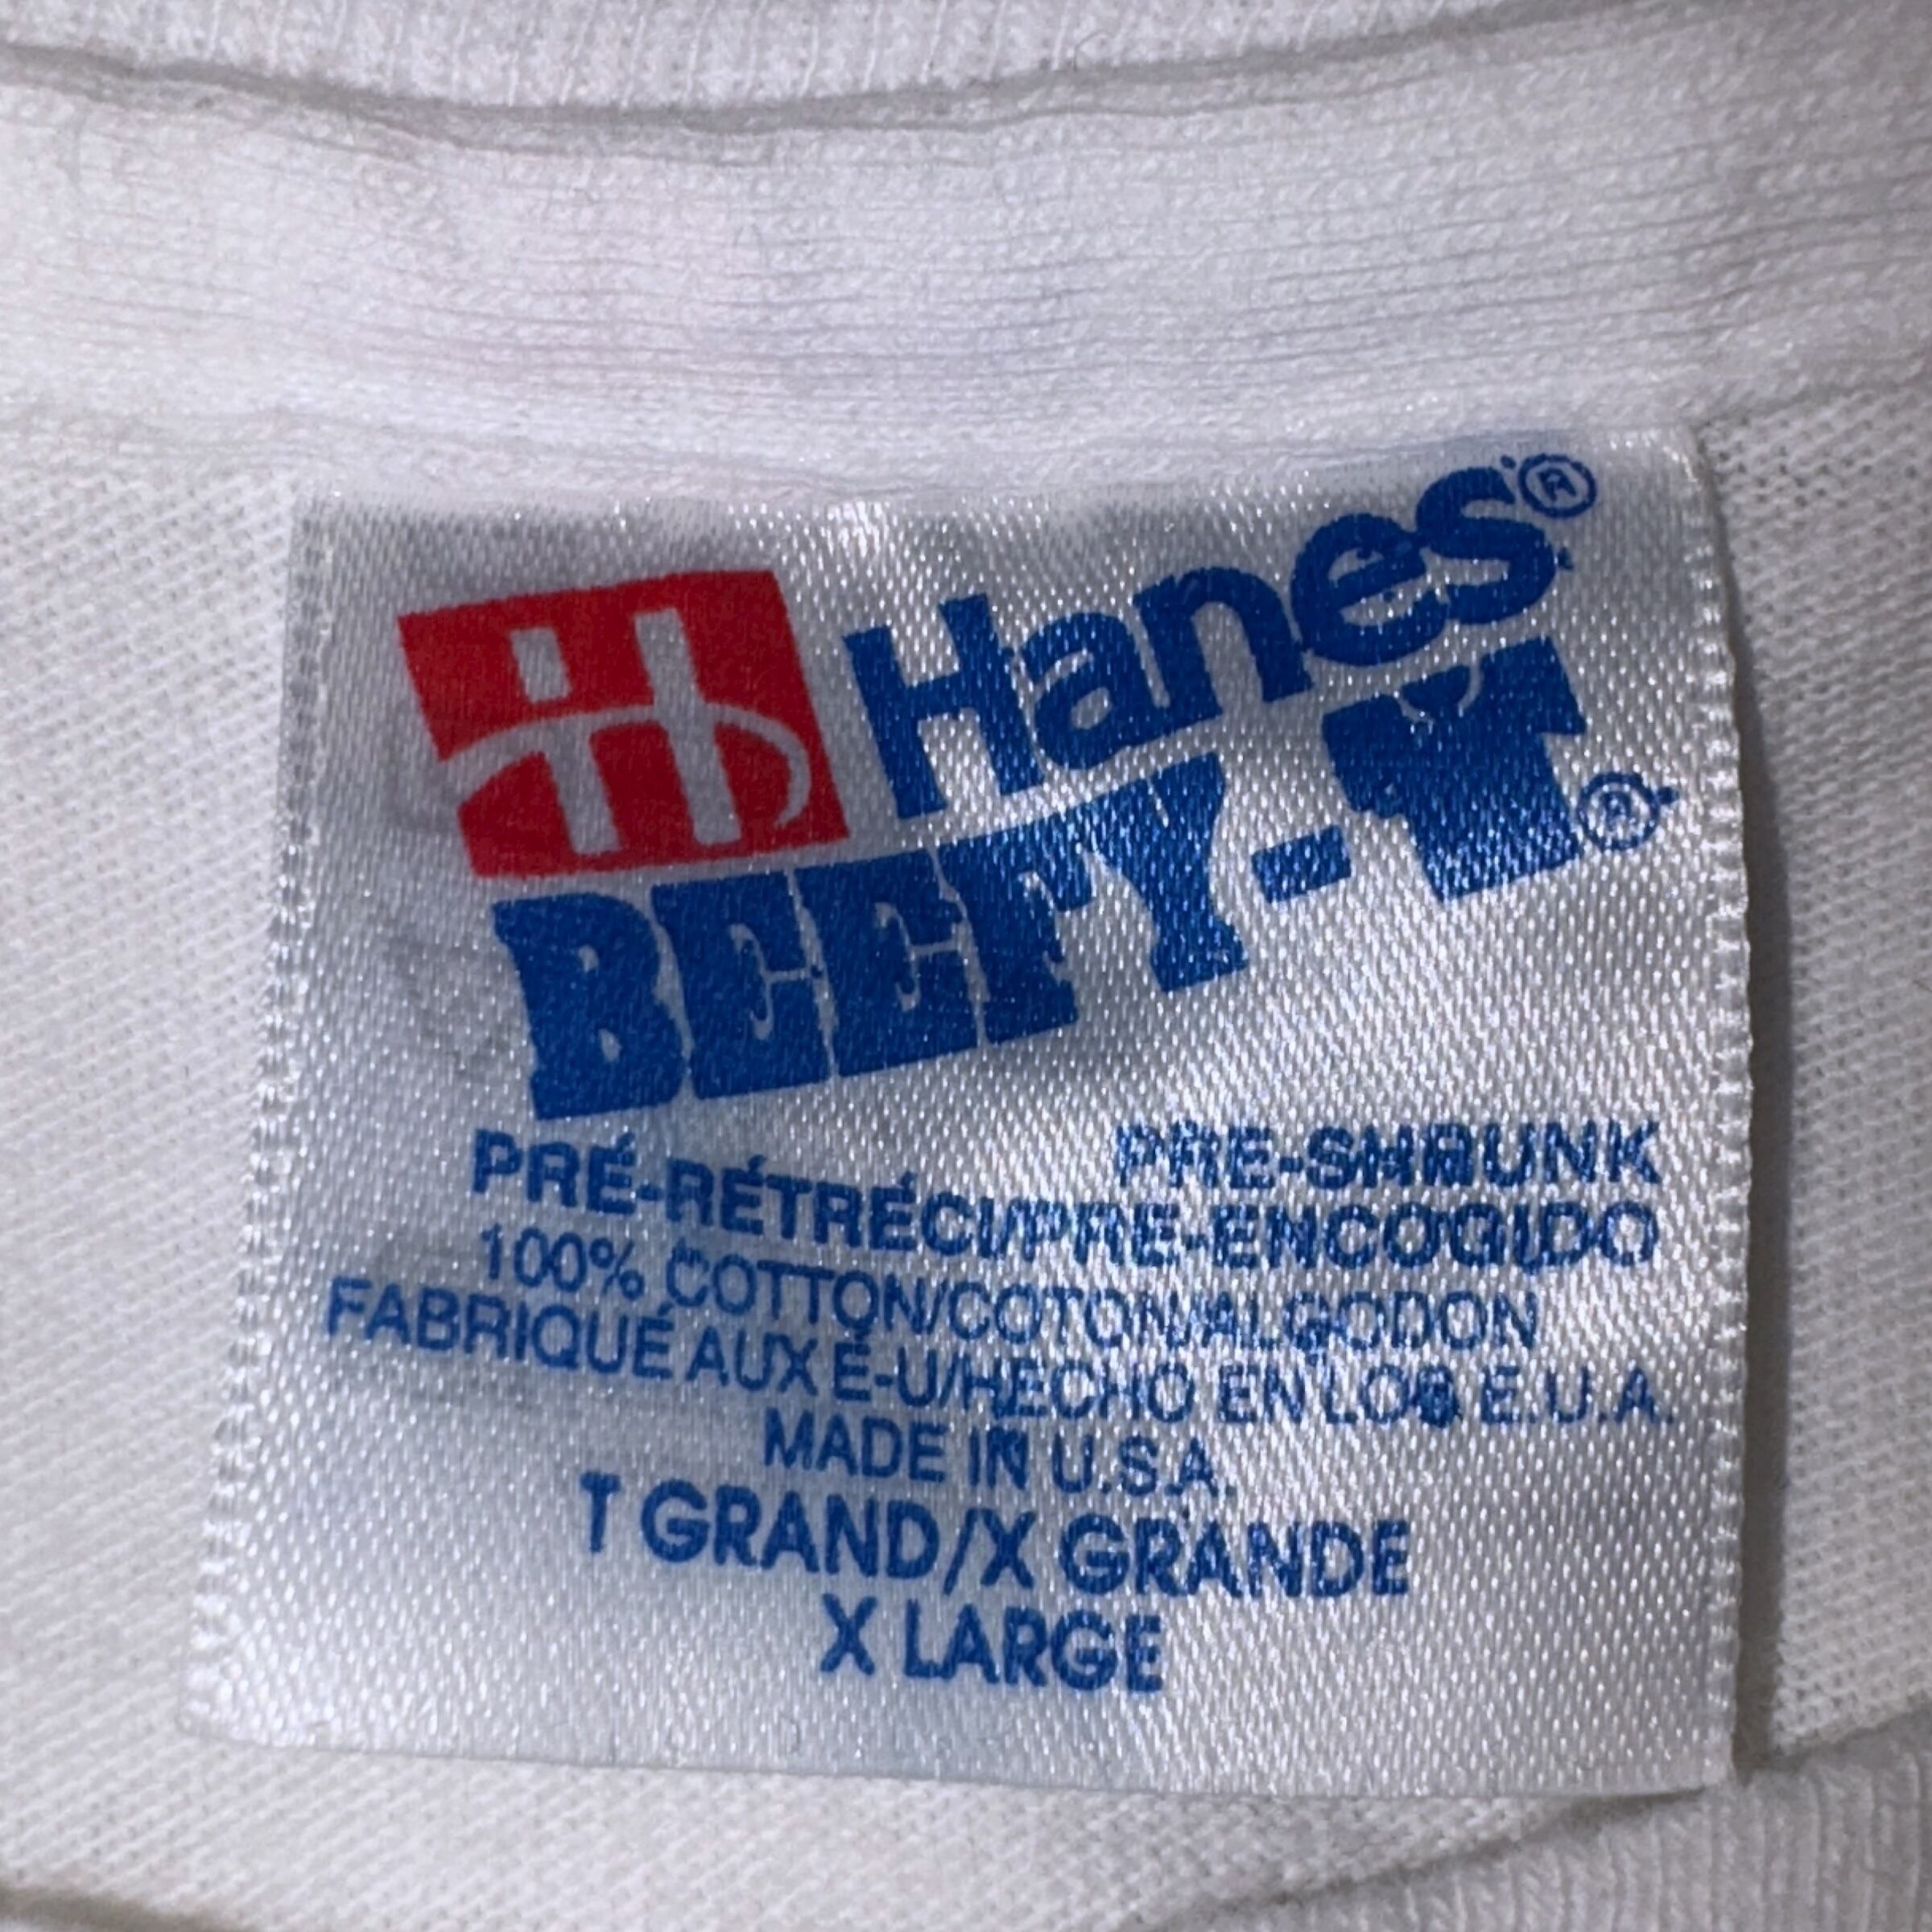 Hanes®
BEEFY-T®
PRE-SHRUNK
PRÉ-RÉTRÉCI/PRE-ENCOGIDO
100% COTTON/COTON/ALGODON
FABRIQUÉ AUX É-U/HECHO EN LOS E.U.A.
MADE IN U.S.A.
T GRAND/X GRANDE
X LARGE